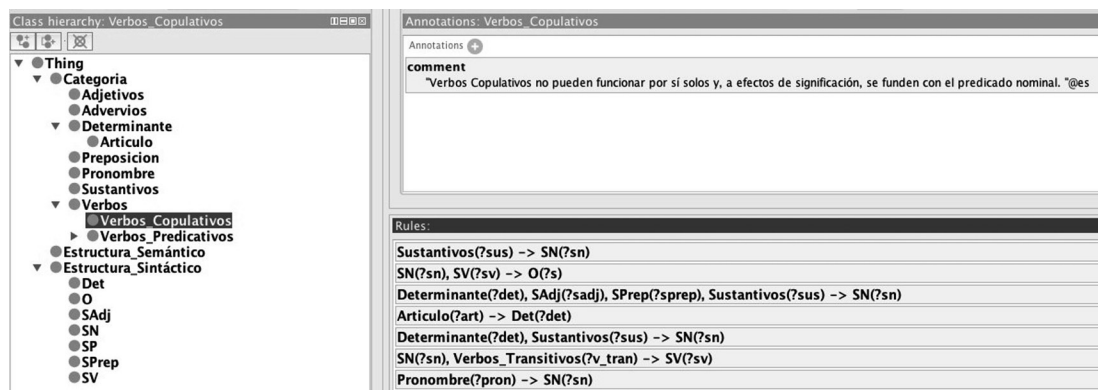 Class hierarchy: Verbos_Copulativos
Thing
Categoria
Adjetivos
Advervios
Determinante
Articulo
Preposicion
Pronombre
Sustantivos
Verbos
Verbos_Copulativos
Verbos_Predicativos
Estructura_Semántico
Estructura_Sintáctico
Det
O
SAdj
SN
SP
SPrep
SV
Annotations: Verbos_Copulativos
Annotations
comment
"Verbos Copulativos no pueden funcionar por sí solos y, a efectos de significación, se funden con el predicado nominal. "@es
Rules:
Sustantivos(?sus) -> SN(?sn)
SN(?sn), SV(?sv) -> O(?s)
Determinante(?det), SAdj(?sadj), SPrep(?sprep), Sustantivos(?sus) -> SN(?sn)
Articulo(?art) -> Det(?det)
Determinante(?det), Sustantivos(?sus) -> SN(?sn)
SN(?sn), Verbos_Transitivos(?v_tran) -> SV(?sv)
Pronombre(?pron) -> SN(?sn)